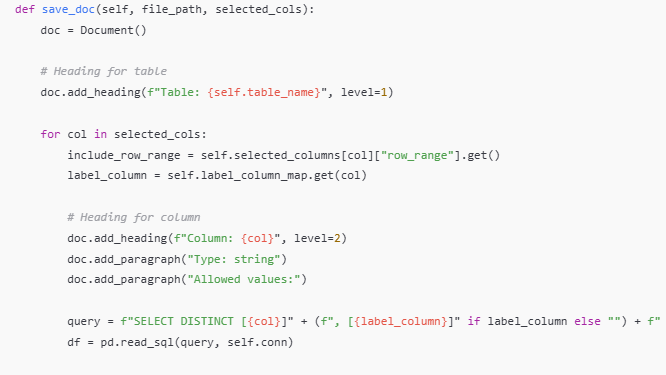 def save_doc(self, file_path, selected_cols):
    doc = Document()

    # Heading for table
    doc.add_heading(f"Table: {self.table_name}", level=1)

    for col in selected_cols:
        include_row_range = self.selected_columns[col]["row_range"].get()
        label_column = self.label_column_map.get(col)

        # Heading for column
        doc.add_heading(f"Column: {col}", level=2)
        doc.add_paragraph("Type: string")
        doc.add_paragraph("Allowed values:")

        query = f"SELECT DISTINCT [{col}]" + (f", [{label_column}]" if label_column else "") + f"
        df = pd.read_sql(query, self.conn)